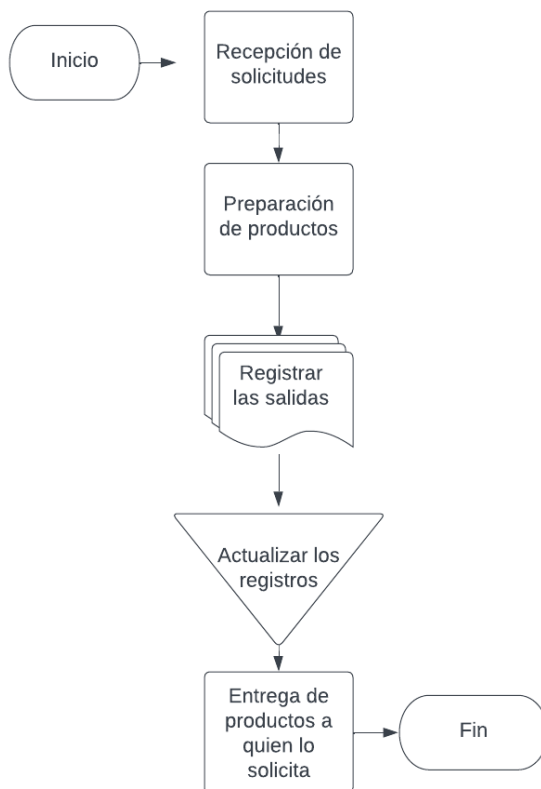 Inicio
Recepción de
solicitudes
Preparación
de productos
Registrar
las salidas
Actualizar los
registros
Entrega de
productos a
quien lo
solicita
Fin